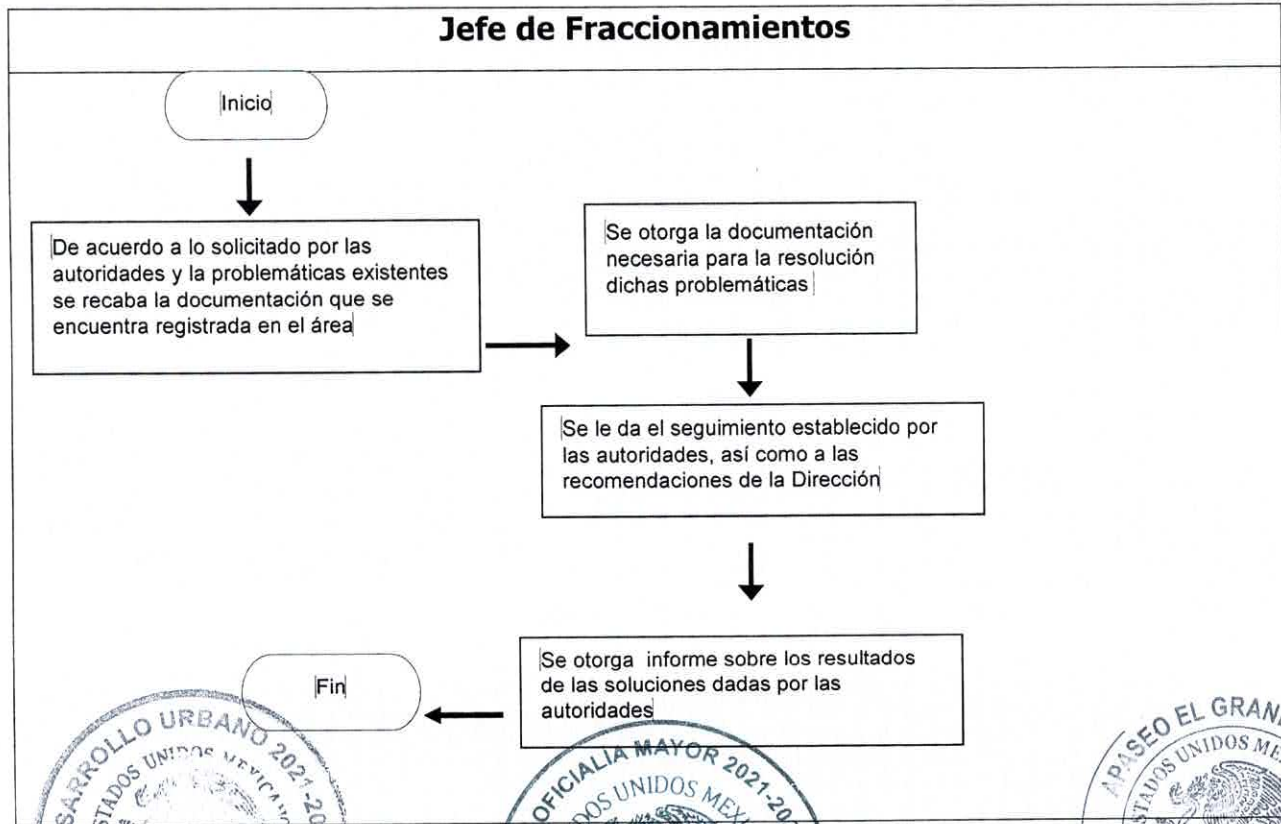 Jefe de Fraccionamientos
Inicio
De acuerdo a lo solicitado por las
autoridades y la problemáticas existentes
se recaba la documentación que se
encuentra registrada en el área
Se otorga la documentación
necesaria para la resolución
dichas problemáticas
Se le da el seguimiento establecido por
las autoridades, así como a las
recomendaciones de la Dirección
Se otorga informe sobre los resultados
de las soluciones dadas por las
autoridades
Fin
SARROLLO URBANO 2021-20
ESTADOS UNIDOS MEXICANOS
OFICIALIA MAYOR 2021-20
DOS UNIDOS MEX
APASEO EL GRAN
ESTADOS UNIDOS ME